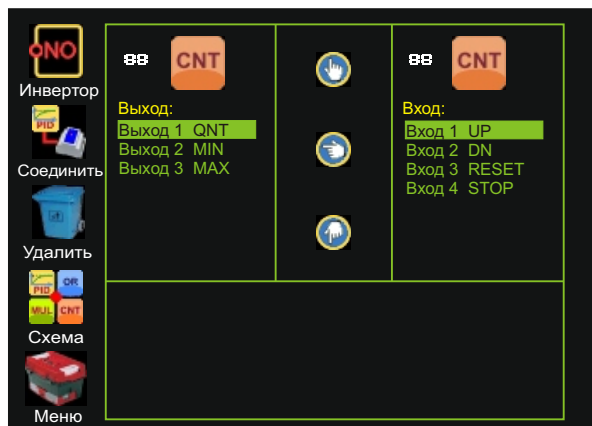 NO
Инвертор
PID
Соединить
Удалить
PID OR
MUL CNT
Схема
Меню
88 CNT
Выход:
Выход 1 QNT
Выход 2 MIN
Выход 3 MAX
88 CNT
Вход:
Вход 1 UP
Вход 2 DN
Вход 3 RESET
Вход 4 STOP